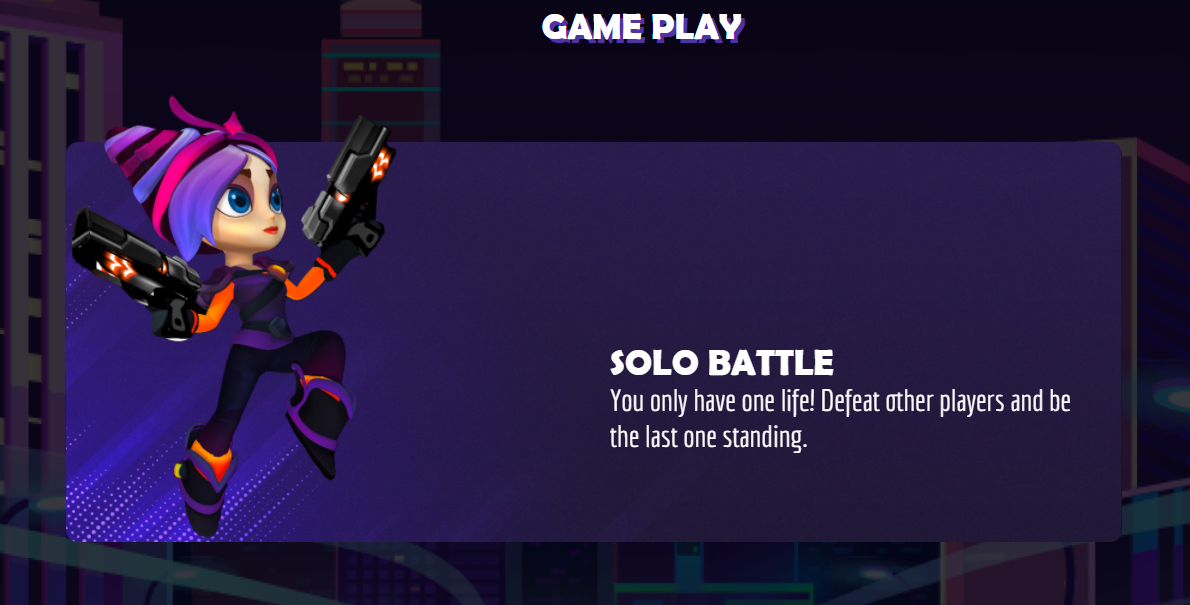 GAME PLAY
SOLO BATTLE
You only have one life! Defeat other players and be
the last one standing.